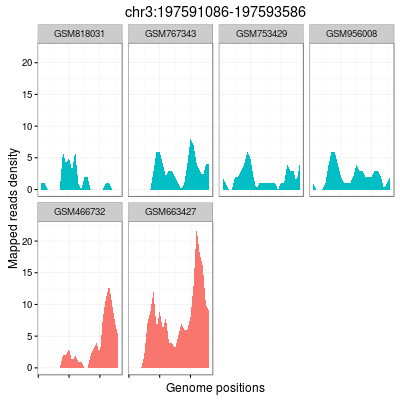 chr3:197591086-197593586
GSM818031 GSM767343 GSM753429 GSM956008
20
15
10
5
0
GSM466732 GSM663427
20
15
10
5
0
Mapped reads density
Genome positions